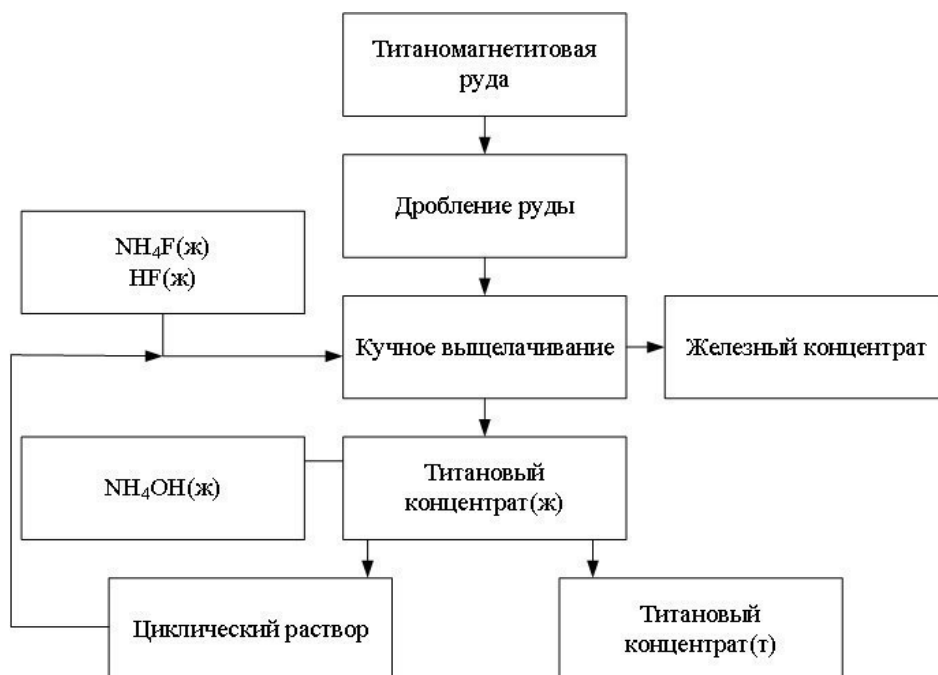 Титаномагнетитовая
руда
Дробление руды
NH₄F(ж)
HF(ж)
Кучное выщелачивание
Железный концентрат
NH₄OH(ж)
Титановый
концентрат(ж)
Циклический раствор
Титановый
концентрат(т)